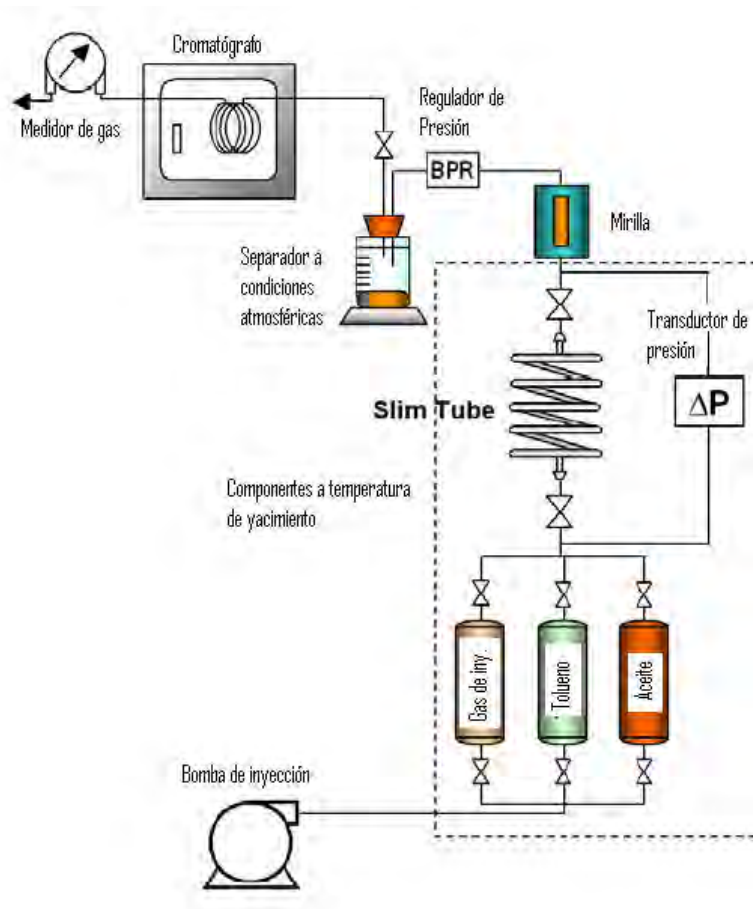 Cromatógrafo
Medidor de gas
Regulador de
Presión
BPR
Mirilla
Separador a
condiciones
atmosféricas
Transductor de
presión
ΔP
Slim Tube
Componentes a temperatura
de yacimiento
Gas de iny.
Tolueno
Aceite
Bomba de inyección